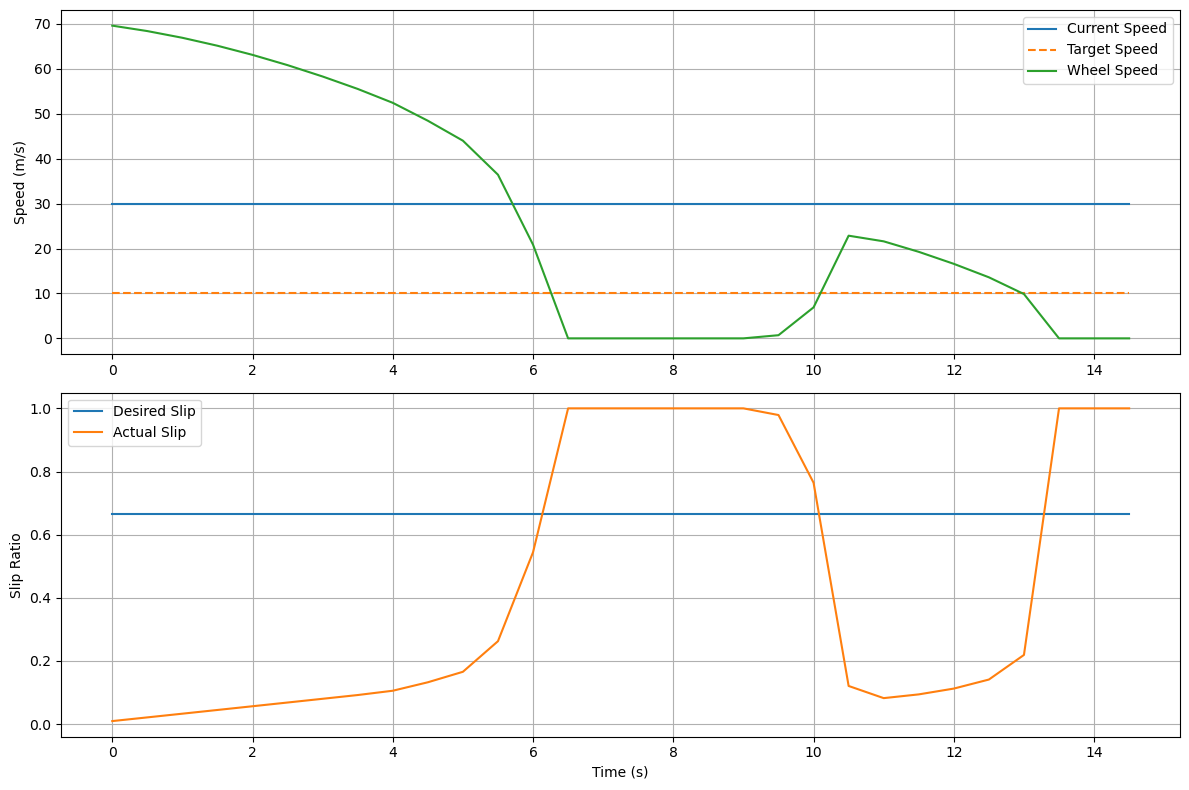 70
60
50
40
30
20
10
0
Speed (m/s)
Current Speed
Target Speed
Wheel Speed
0 2 4 6 8 10 12 14
1.0
0.8
0.6
0.4
0.2
0.0
Slip Ratio
Desired Slip
Actual Slip
0 2 4 6 8 10 12 14
Time (s)